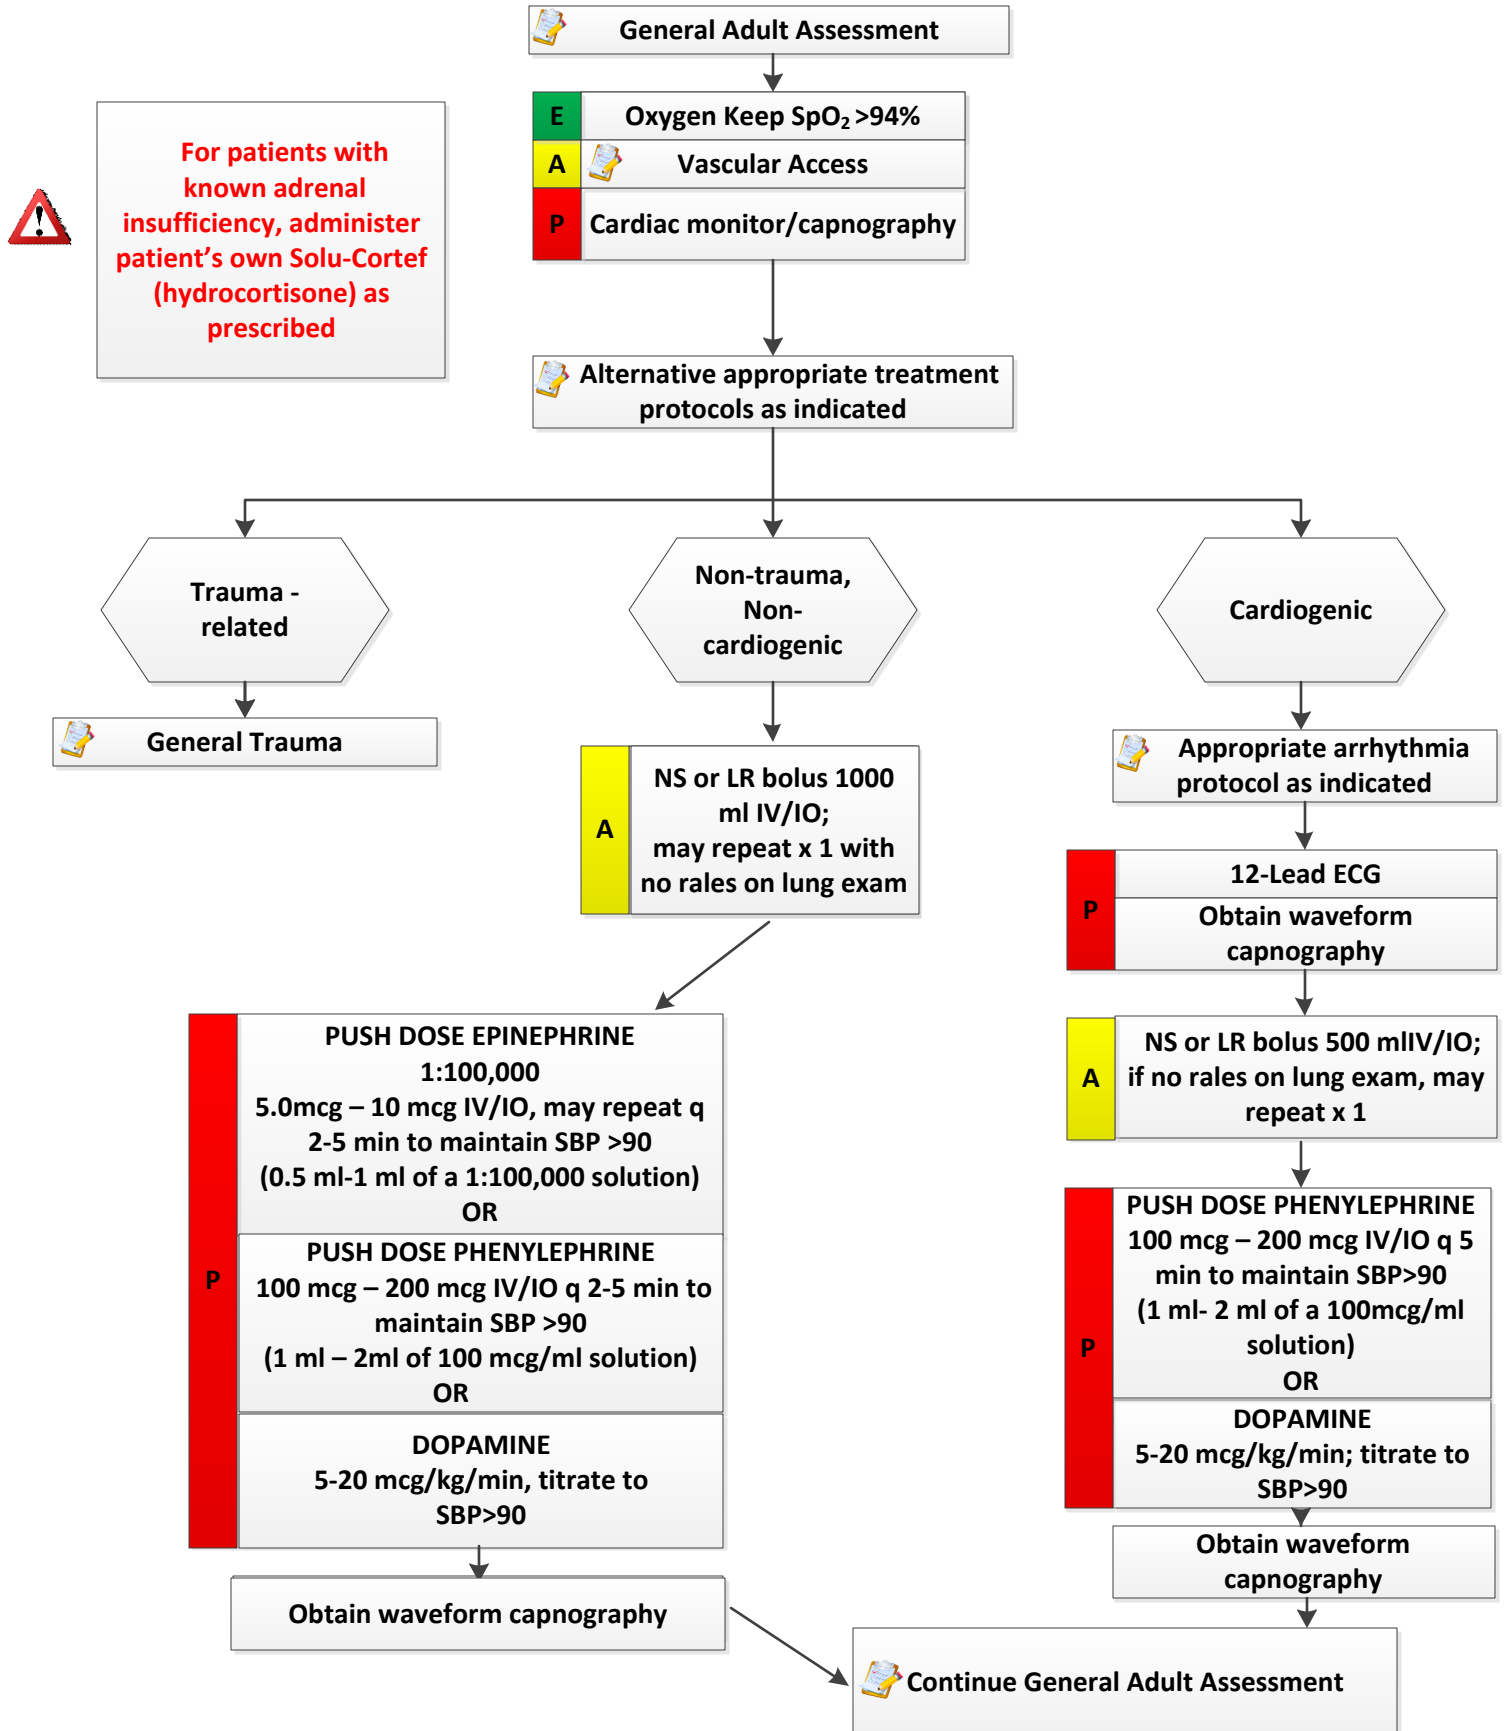 General Adult Assessment
E
Oxygen Keep SpO₂ >94%
A
Vascular Access
P
Cardiac monitor/capnography
For patients with
known adrenal
insufficiency, administer
patient's own Solu-Cortef
(hydrocortisone) as
prescribed
!
Alternative appropriate treatment
protocols as indicated
Trauma -
related
General Trauma
Non-trauma,
Non-
cardiogenic
A
NS or LR bolus 1000
ml IV/IO;
may repeat x 1 with
no rales on lung exam
P
PUSH DOSE EPINEPHRINE
1:100,000
5.0mcg – 10 mcg IV/IO, may repeat q
2-5 min to maintain SBP >90
(0.5 ml-1 ml of a 1:100,000 solution)
OR
PUSH DOSE PHENYLEPHRINE
100 mcg – 200 mcg IV/IO q 2-5 min to
maintain SBP >90
(1 ml – 2ml of 100 mcg/ml solution)
OR
DOPAMINE
5-20 mcg/kg/min, titrate to
SBP>90
Obtain waveform capnography
Cardiogenic
Appropriate arrhythmia
protocol as indicated
P
12-Lead ECG
Obtain waveform
capnography
A
NS or LR bolus 500 mlIV/IO;
if no rales on lung exam, may
repeat x 1
P
PUSH DOSE PHENYLEPHRINE
100 mcg – 200 mcg IV/IO q 5
min to maintain SBP>90
(1 ml- 2 ml of a 100mcg/ml
solution)
OR
DOPAMINE
5-20 mcg/kg/min; titrate to
SBP>90
Obtain waveform
capnography
Continue General Adult Assessment